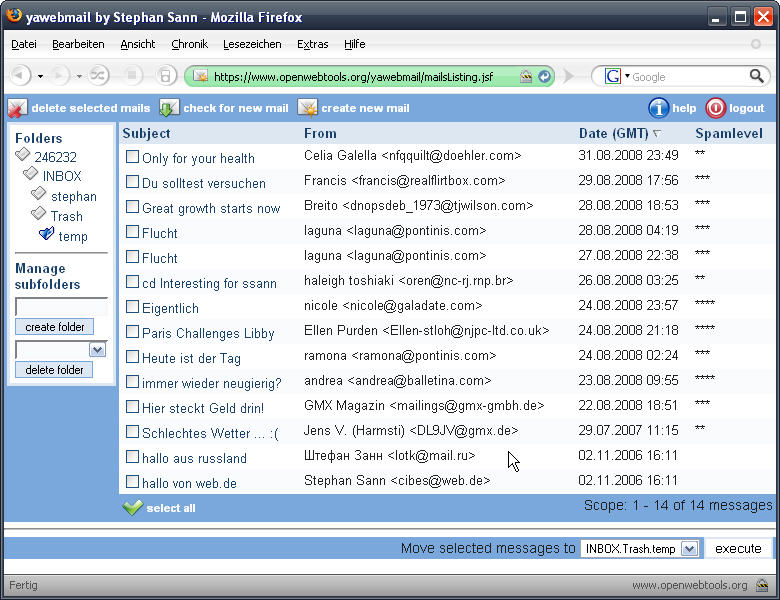 yawebmail by Stephan Sann - Mozilla Firefox
Datei Bearbeiten Ansicht Chronik Lesezeichen Extras Hilfe
https://www.openwebtools.org/yawebmail/mailsListing.jsf G Google
delete selected mails check for new mail create new mail help logout
Folders
246232
INBOX
stephan
Trash
temp
Manage
subfolders
create folder
delete folder
Subject From Date (GMT) Spamlevel
Only for your health Celia Galella <nfqquilt@doehler.com> 31.08.2008 23:49 **
Du solltest versuchen Francis <francis@realflirtbox.com> 29.08.2008 17:56 ***
Great growth starts now Breito <dnopsdeb_1973@tjwilson.com> 28.08.2008 18:53 ***
Flucht laguna <laguna@pontinis.com> 28.08.2008 04:19 ***
Flucht laguna <laguna@pontinis.com> 27.08.2008 22:38 ***
cd Interesting for ssann haleigh toshiaki <oren@nc-rj.rnp.br> 26.08.2008 03:25 **
Eigentlich nicole <nicole@galadate.com> 24.08.2008 23:57 ****
Paris Challenges Libby Ellen Purden <Ellen-stloh@njpc-ltd.co.uk> 24.08.2008 21:18 ****
Heute ist der Tag ramona <ramona@pontinis.com> 24.08.2008 02:24 ***
immer wieder neugierig? andrea <andrea@balletina.com> 23.08.2008 09:55 ****
Hier steckt Geld drin! GMX Magazin <mailings@gmx-gmbh.de> 22.08.2008 18:51 ***
Schlechtes Wetter ... :( Jens V. (Harmsti) <DL9JV@gmx.de> 29.07.2007 11:15 **
hallo aus russland Штефан Занн <lotk@mail.ru> 02.11.2006 16:11
hallo von web.de Stephan Sann <cibes@web.de> 02.11.2006 16:11
select all Scope: 1 - 14 of 14 messages
Move selected messages to INBOX.Trash.temp execute
Fertig www.openwebtools.org